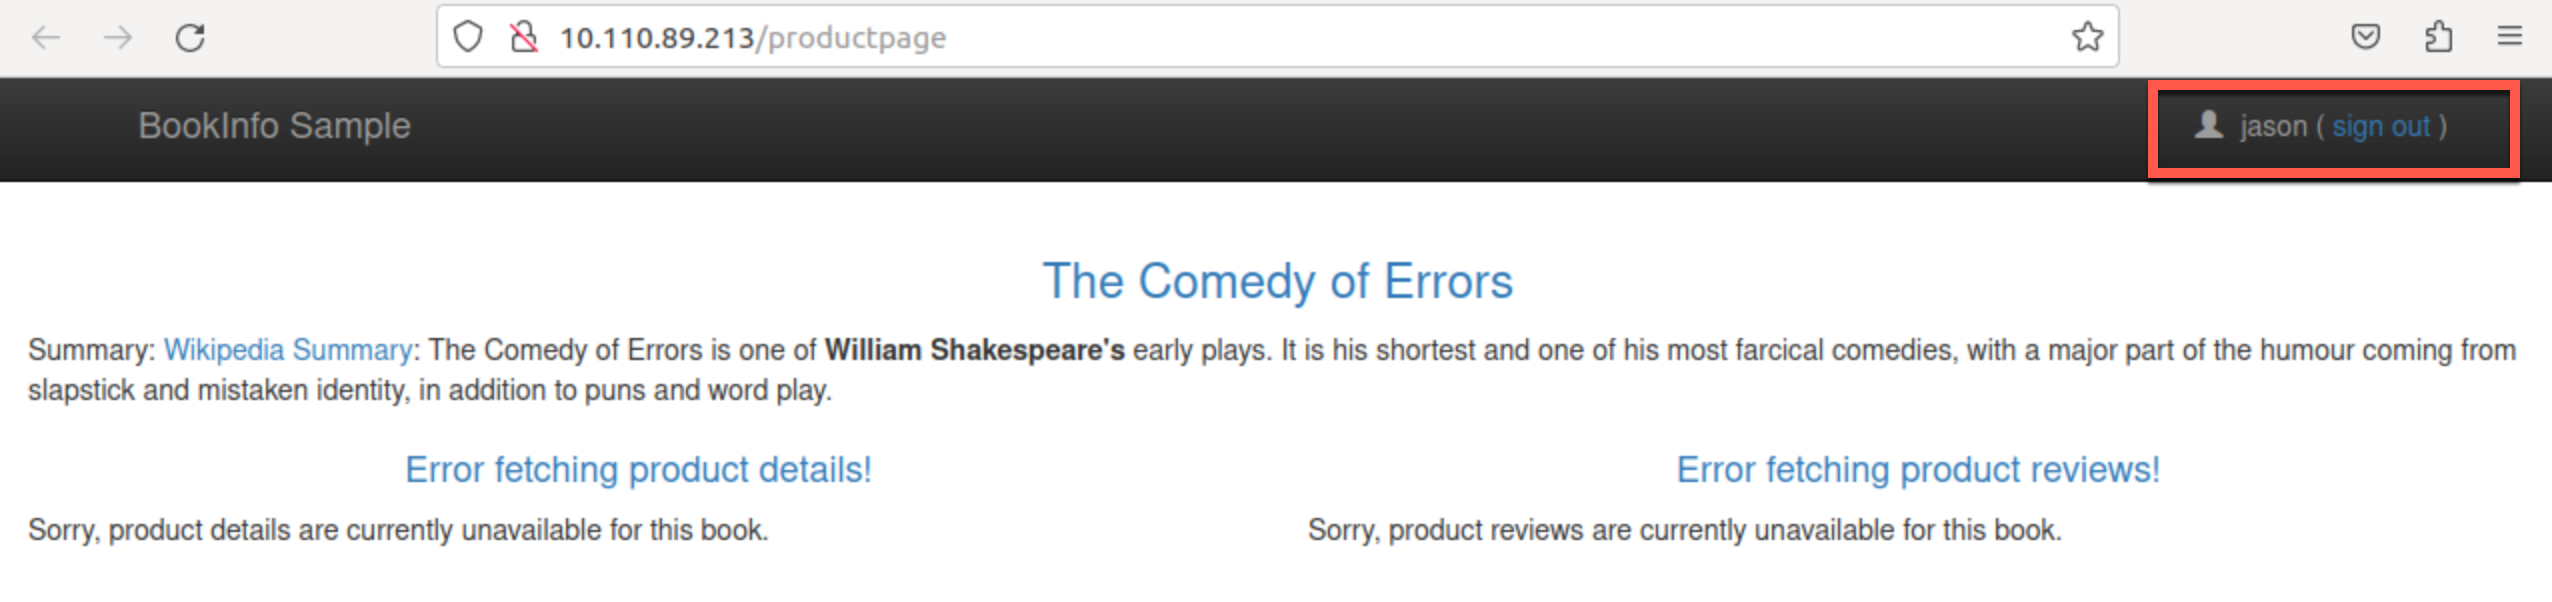 10.110.89.213/productpage
BookInfo Sample
jason ( sign out )
The Comedy of Errors
Summary: Wikipedia Summary: The Comedy of Errors is one of William Shakespeare's early plays. It is his shortest and one of his most farcical comedies, with a major part of the humour coming from
slapstick and mistaken identity, in addition to puns and word play.
Error fetching product details!
Sorry, product details are currently unavailable for this book.
Error fetching product reviews!
Sorry, product reviews are currently unavailable for this book.